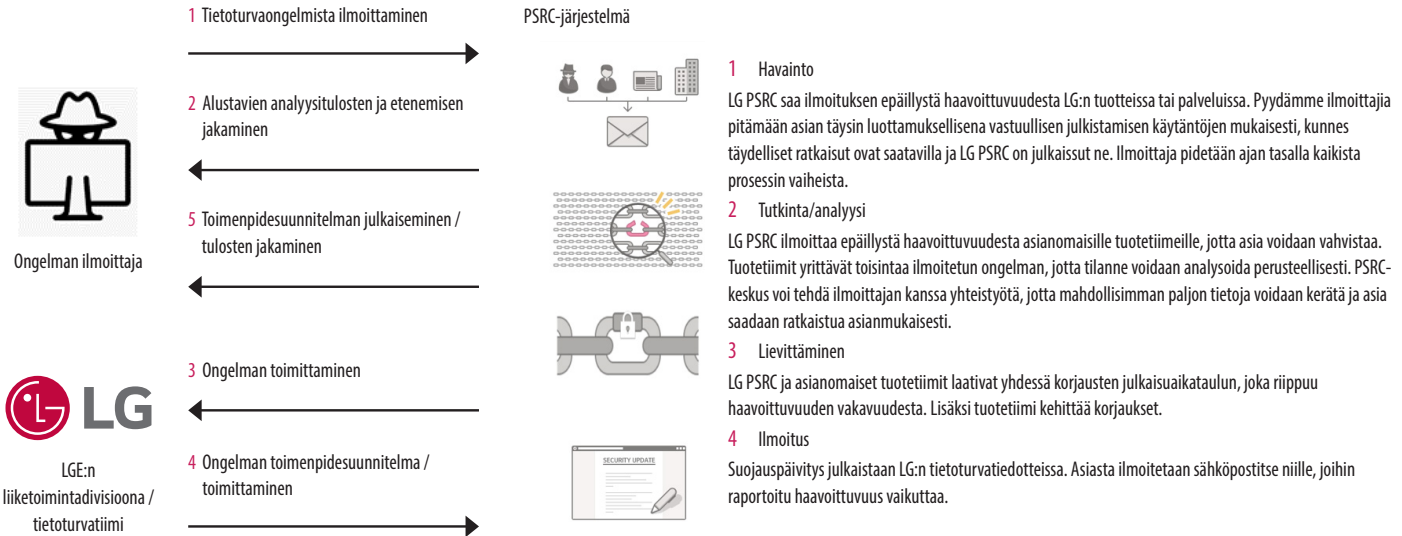 1 Tietoturvaongelmista ilmoittaminen
2 Alustavien analyysitulosten ja etenemisen
jakaminen
5 Toimenpidesuunnitelman julkaiseminen /
tulosten jakaminen
Ongelman ilmoittaja
3 Ongelman toimittaminen
LG
LGE:n
liiketoimintadivisioona /
tietoturvatiimi
4 Ongelman toimenpidesuunnitelma /
toimittaminen
PSRC-järjestelmä
SECURITY UPDATE
1 Havainto
LG PSRC saa ilmoituksen epäillystä haavoittuvuudesta LG:n tuotteissa tai palveluissa. Pyydämme ilmoittajia
pitämään asian täysin luottamuksellisena vastuullisen julkistamisen käytäntöjen mukaisesti, kunnes
täydelliset ratkaisut ovat saatavilla ja LG PSRC on julkaissut ne. Ilmoittaja pidetään ajan tasalla kaikista
prosessin vaiheista.
2 Tutkinta/analyysi
LG PSRC ilmoittaa epäillystä haavoittuvuudesta asianomaisille tuotetiimeille, jotta asia voidaan vahvistaa.
Tuotetiimit yrittävät toisintaa ilmoitetun ongelman, jotta tilanne voidaan analysoida perusteellisesti. PSRC-
keskus voi tehdä ilmoittajan kanssa yhteistyötä, jotta mahdollisimman paljon tietoja voidaan kerätä ja asia
saadaan ratkaistua asianmukaisesti.
3 Lievittäminen
LG PSRC ja asianomaiset tuotetiimit laativat yhdessä korjausten julkaisuaikataulun, joka riippuu
haavoittuvuuden vakavuudesta. Lisäksi tuotetiimi kehittää korjaukset.
4 Ilmoitus
Suojauspäivitys julkaistaan LG:n tietoturvatiedotteissa. Asiasta ilmoitetaan sähköpostitse niille, joihin
raportoitu haavoittuvuus vaikuttaa.